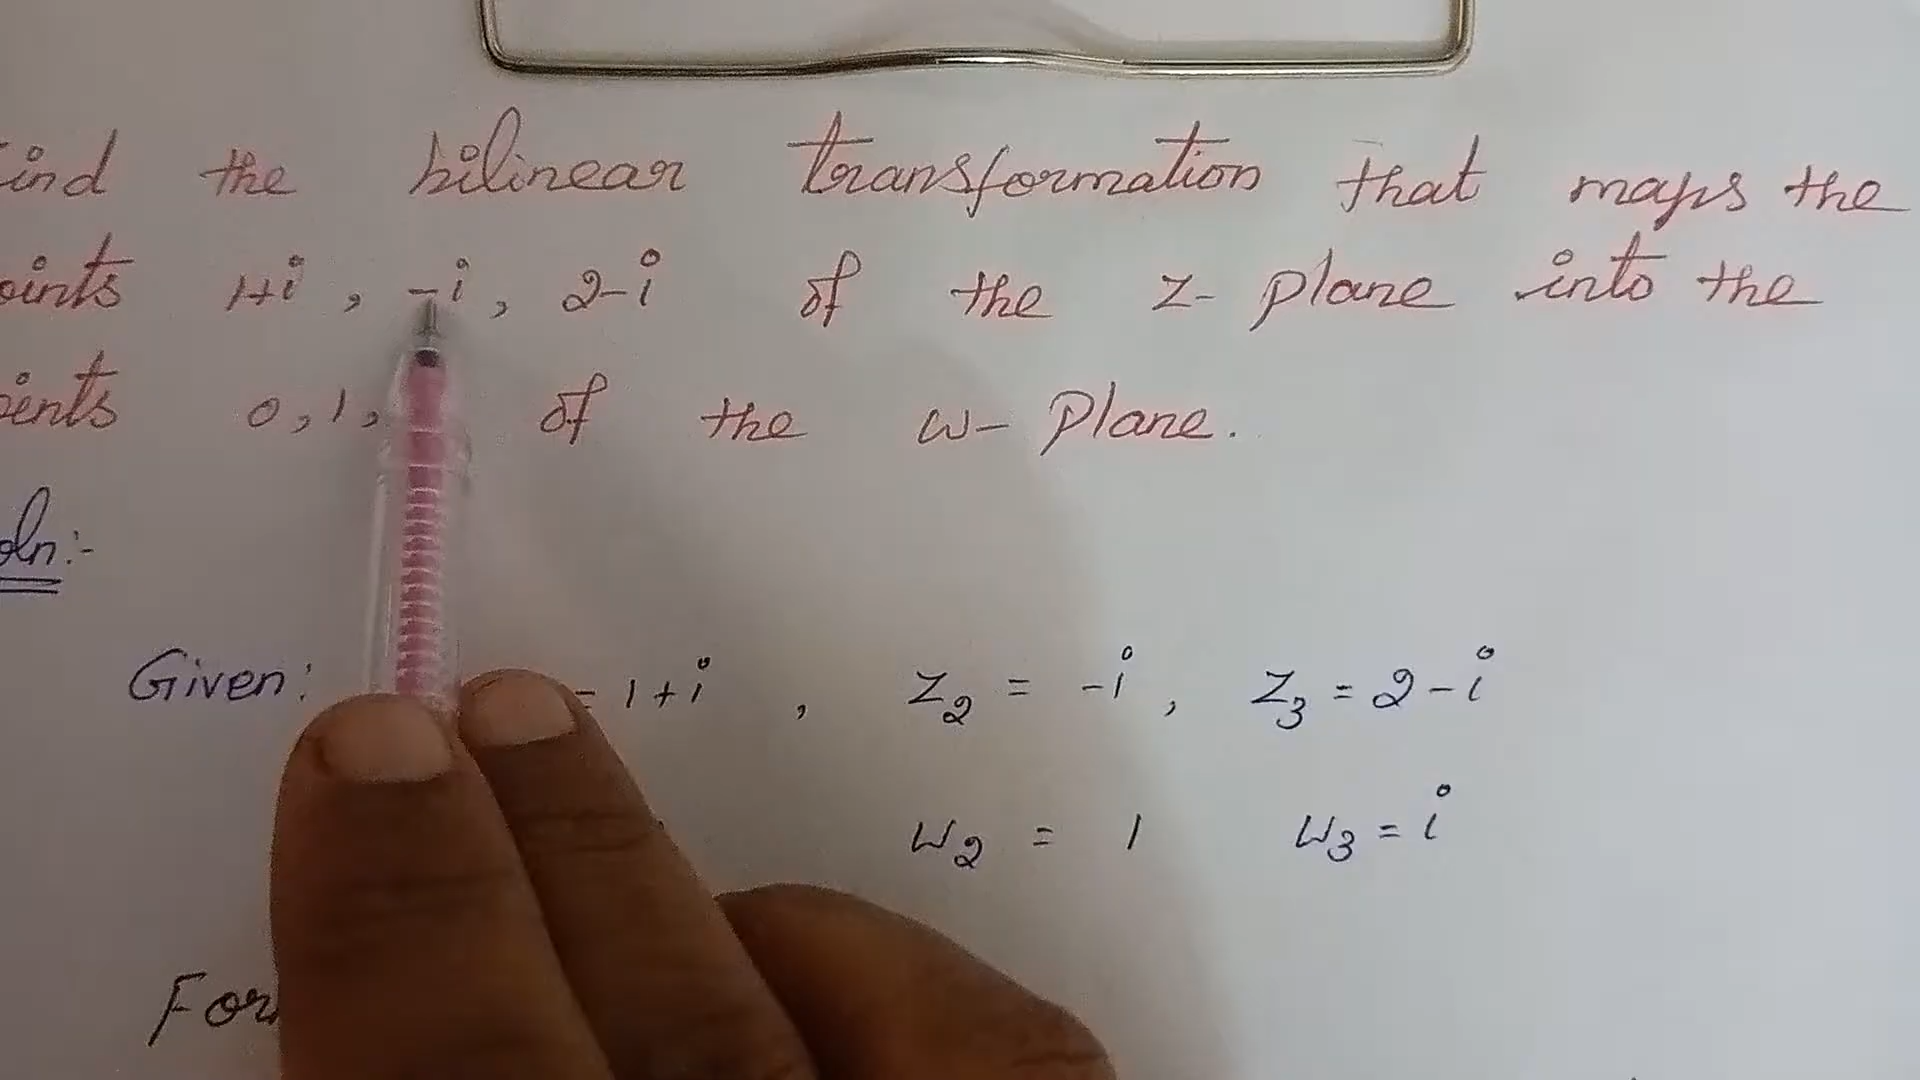 ind the bilinear transformation that maps the
oints 1+i , -i , 2-i of the z- plane into the
oints 0 , 1 , of the w- plane.
oln:-
Given: = 1+i , z2 = -i , z3 = 2-i
w2 = 1 w3 = i
For